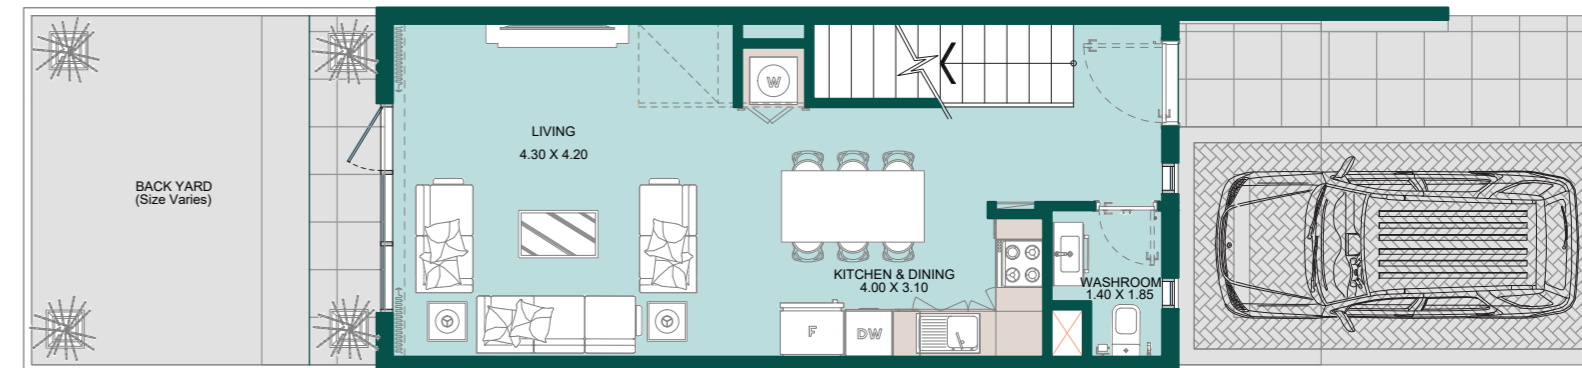 W
LIVING
4.30 X 4.20
BACK YARD
(Size Varies)
KITCHEN & DINING
4.00 X 3.10
WASHROOM
1.40 X 1.85
F
DW